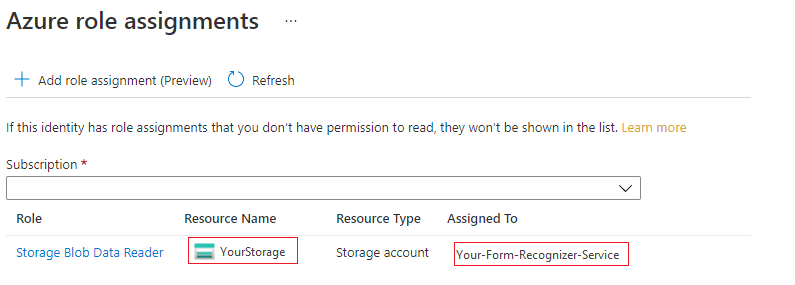 Azure role assignments ...
Add role assignment (Preview) Refresh
If this identity has role assignments that you don't have permission to read, they won't be shown in the list. Learn more
Subscription *
Role Resource Name Resource Type Assigned To
Storage Blob Data Reader YourStorage Storage account Your-Form-Recognizer-Service